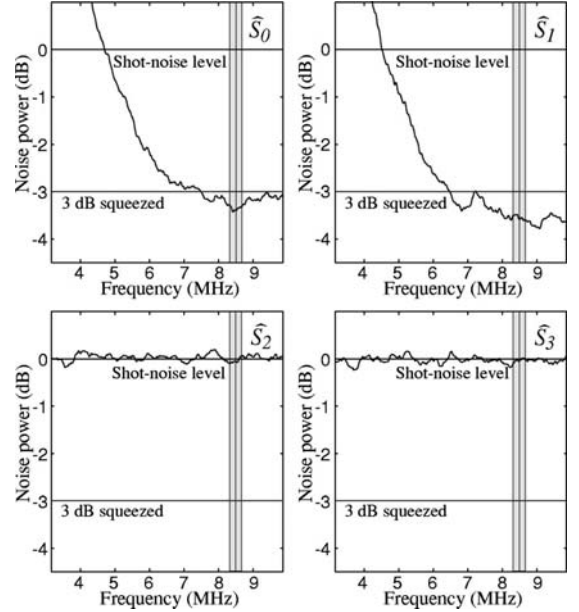 Ŝ0
0
Shot-noise level
-1
-2
-3
3 dB squeezed
-4
Noise power (dB)
4 5 6 7 8 9
Frequency (MHz)
Ŝ1
0
Shot-noise level
-1
-2
-3
3 dB squeezed
-4
Noise power (dB)
4 5 6 7 8 9
Frequency (MHz)
Ŝ2
0
Shot-noise level
-1
-2
-3
3 dB squeezed
-4
Noise power (dB)
4 5 6 7 8 9
Frequency (MHz)
Ŝ3
0
Shot-noise level
-1
-2
-3
3 dB squeezed
-4
Noise power (dB)
4 5 6 7 8 9
Frequency (MHz)